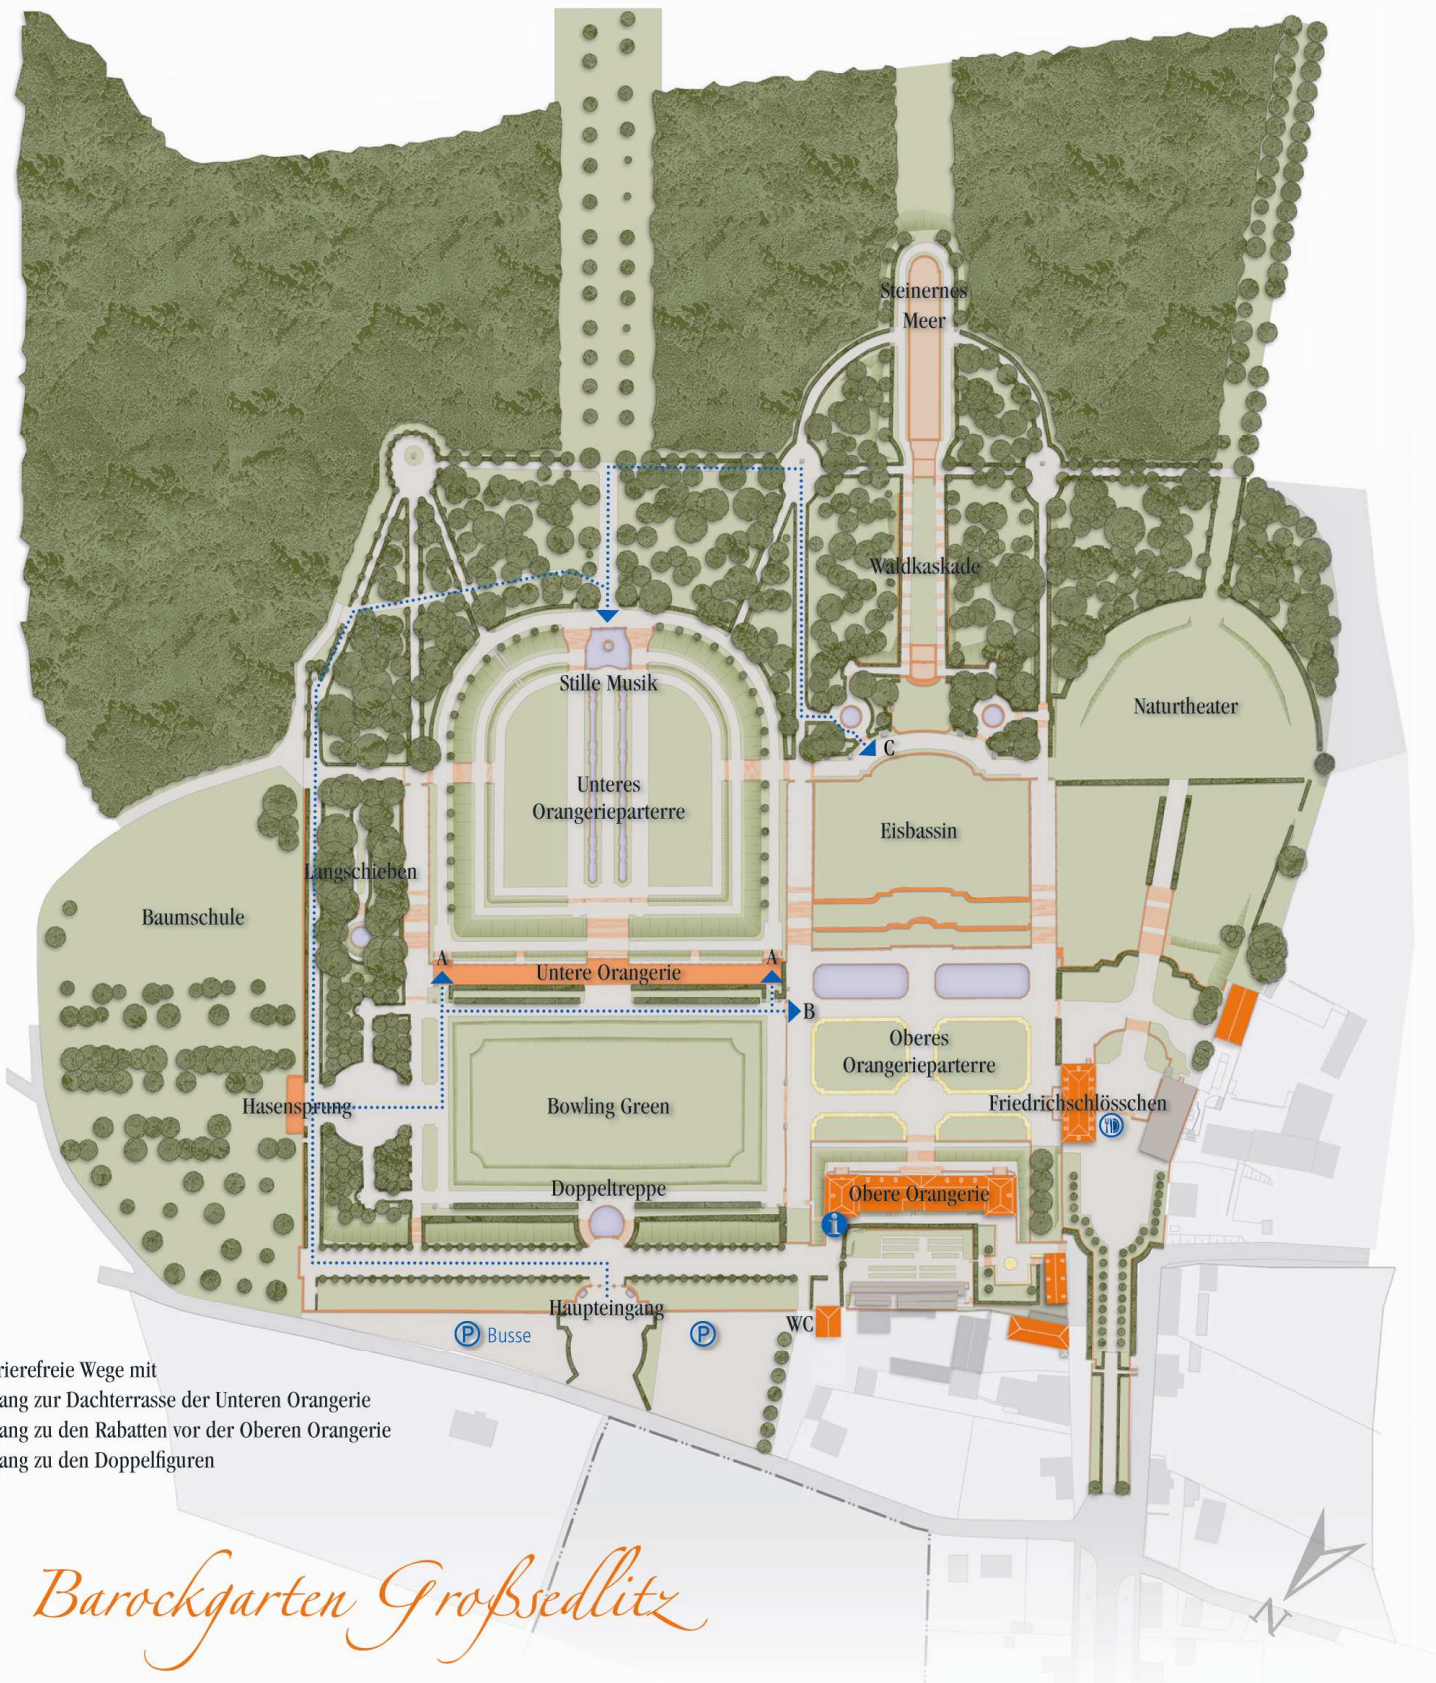 Steinernes
Meer
Waldkaskade
Stille Musik
Naturtheater
C
Unteres
Orangerieparterre
Eisbassin
Langschieben
Baumschule
A
A
Untere Orangerie
B
Oberes
Orangerieparterre
Hasensprung
Bowling Green
Friedrichschlösschen
Doppeltreppe
Obere Orangerie
i
Haupteingang
WC
P Busse
P
rierefreie Wege mit
ang zur Dachterrasse der Unteren Orangerie
ang zu den Rabatten vor der Oberen Orangerie
ang zu den Doppelfiguren
Barockgarten Großsedlitz
N